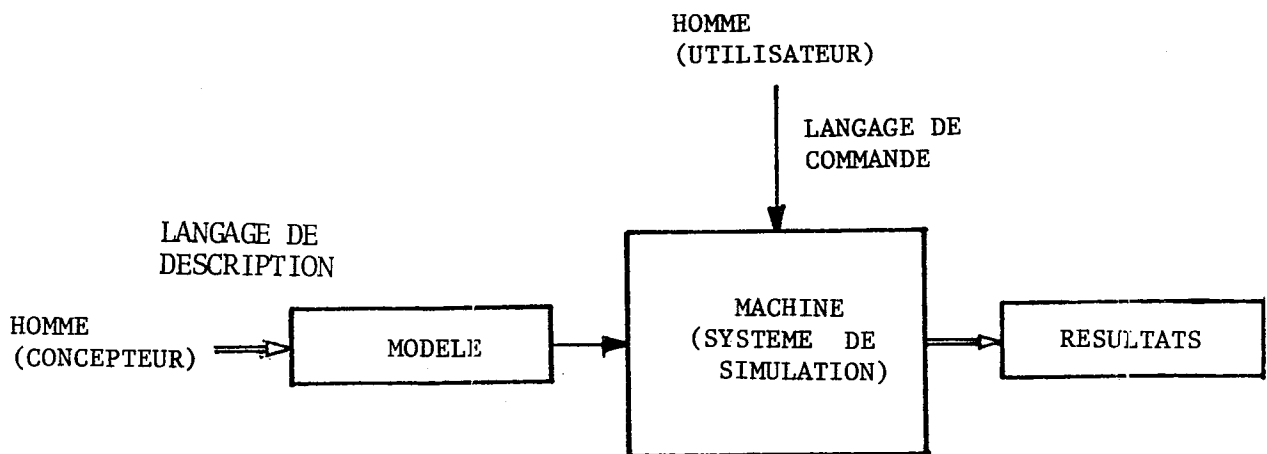 HOMME
(UTILISATEUR)
LANGAGE DE
COMMANDE
LANGAGE DE
DESCRIPTION
HOMME
(CONCEPTEUR)
MODELE
MACHINE
(SYSTEME DE
SIMULATION)
RESULTATS